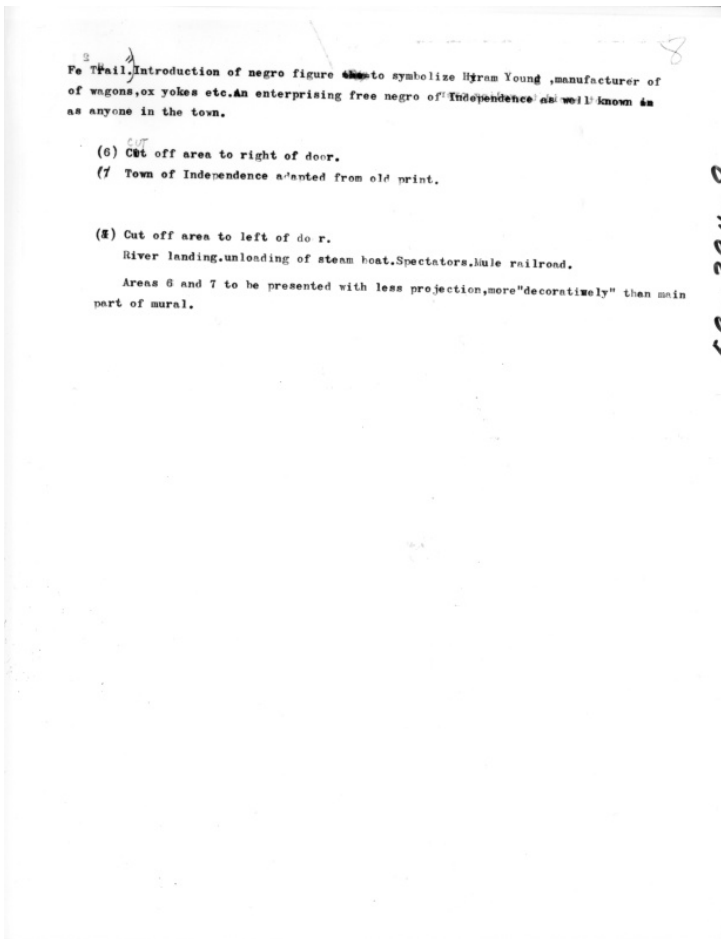 8
Fe Trail. Introduction of negro figure to symbolize Hiram Young ,manufacturer of
of wagons,ox yokes etc.An enterprising free negro of Independence as well known in
as anyone in the town.
CUT
(6) Cut off area to right of door.
(7 Town of Independence adanted from old print.
() Cut off area to left of do r.
River landing.unloading of steam boat.Spectators.Mule railroad.
Areas 6 and 7 to be presented with less projection,more"decoratively" than main
part of mural.